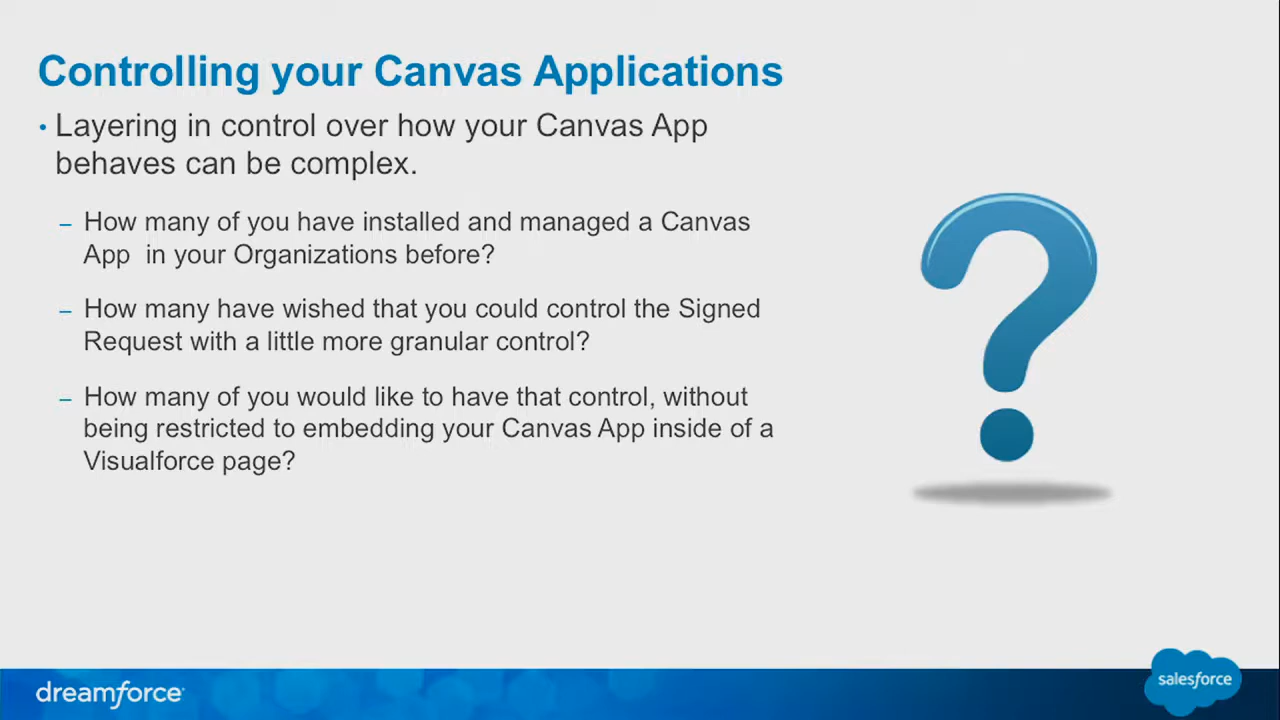 Controlling your Canvas Applications
• Layering in control over how your Canvas App
behaves can be complex.
– How many of you have installed and managed a Canvas
App  in your Organizations before?
– How many have wished that you could control the Signed
Request with a little more granular control?
– How many of you would like to have that control, without
being restricted to embedding your Canvas App inside of a
Visualforce page?
?
dreamforce
salesforce